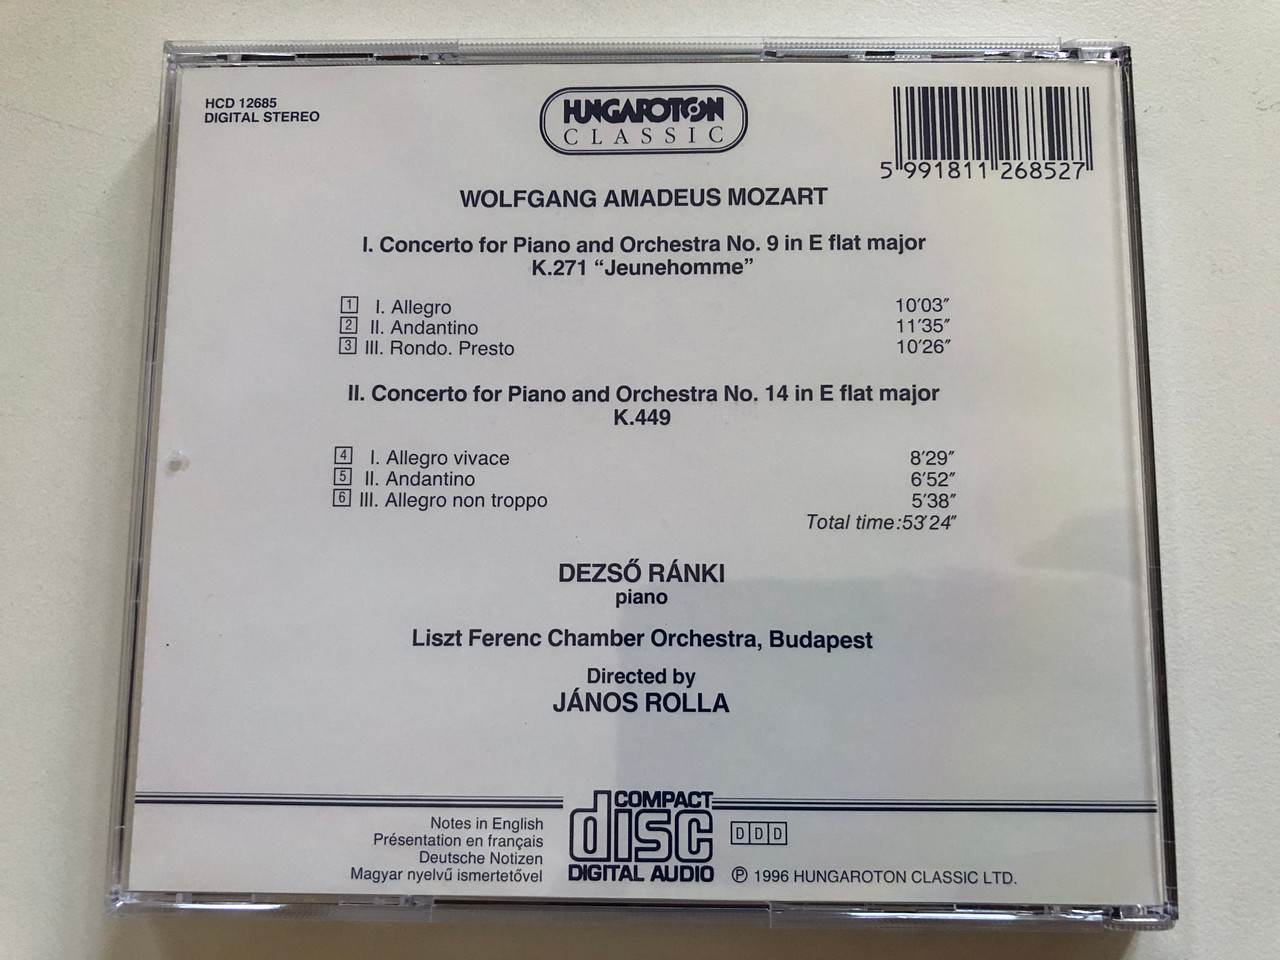 HCD 12685
DIGITAL STEREO
HUNGAROTON
CLASSIC
5 991811 268527
WOLFGANG AMADEUS MOZART
I. Concerto for Piano and Orchestra No. 9 in E flat major
K.271 “Jeunehomme”
1 I. Allegro 10′03″
2 II. Andantino 11′35″
3 III. Rondo. Presto 10′26″
II. Concerto for Piano and Orchestra No. 14 in E flat major
K.449
4 I. Allegro vivace 8′29″
5 II. Andantino 6′52″
6 III. Allegro non troppo 5′38″
Total time:53′24″
DEZSŐ RÁNKI
piano
Liszt Ferenc Chamber Orchestra, Budapest
Directed by
JÁNOS ROLLA
Notes in English
Présentation en français
Deutsche Notizen
Magyar nyelvű ismertetővel
COMPACT
disc
DIGITAL AUDIO
DDD
℗ 1996 HUNGAROTON CLASSIC LTD.